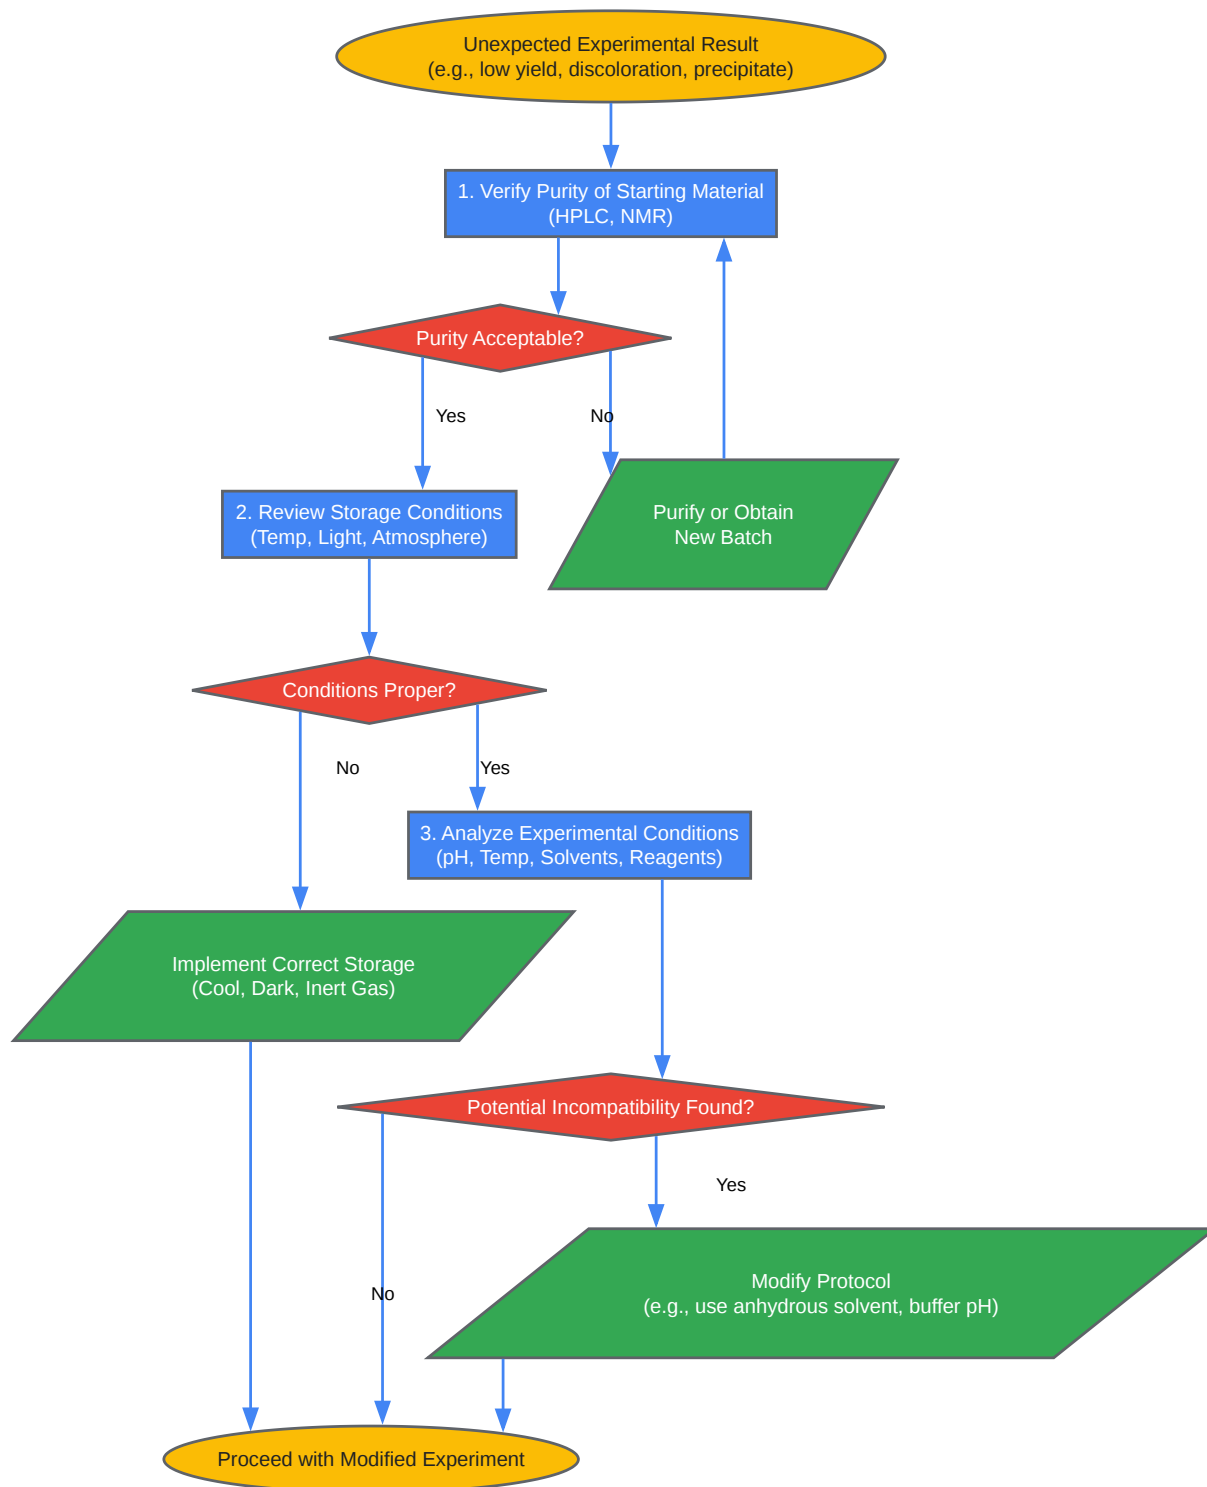 Unexpected Experimental Result
(e.g., low yield, discoloration, precipitate)
1. Verify Purity of Starting Material
(HPLC, NMR)
Purity Acceptable?
Yes
No
2. Review Storage Conditions
(Temp, Light, Atmosphere)
Purify or Obtain
New Batch
Conditions Proper?
No
Yes
3. Analyze Experimental Conditions
(pH, Temp, Solvents, Reagents)
Implement Correct Storage
(Cool, Dark, Inert Gas)
Potential Incompatibility Found?
Yes
No
Modify Protocol
(e.g., use anhydrous solvent, buffer pH)
Proceed with Modified Experiment